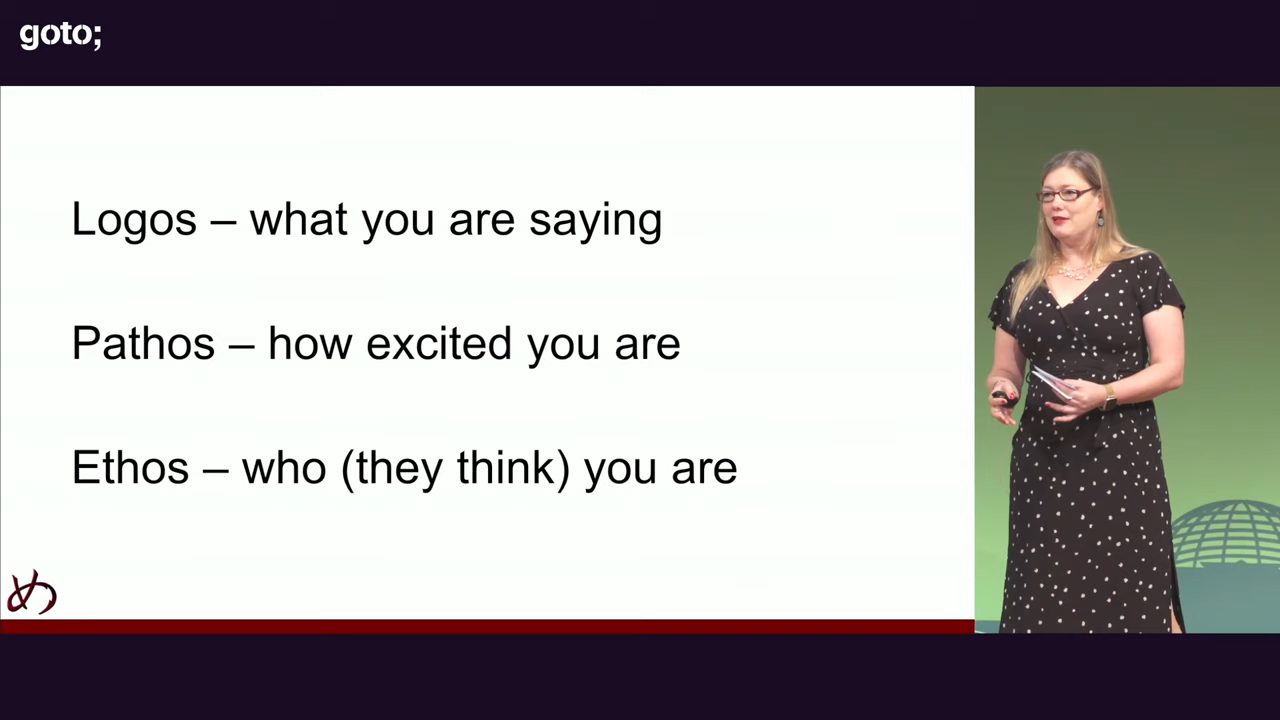 goto;
Logos – what you are saying
Pathos – how excited you are
Ethos – who (they think) you are
め